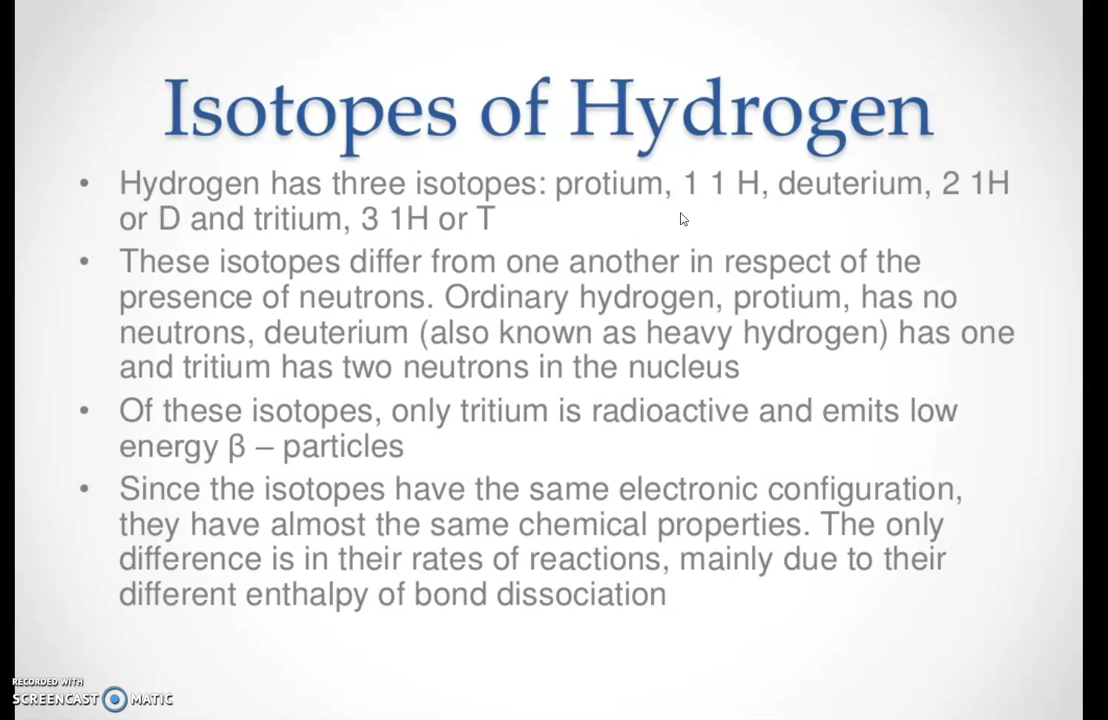 Isotopes of Hydrogen
• Hydrogen has three isotopes: protium, 1 1 H, deuterium, 2 1H
or D and tritium, 3 1H or T
• These isotopes differ from one another in respect of the
presence of neutrons. Ordinary hydrogen, protium, has no
neutrons, deuterium (also known as heavy hydrogen) has one
and tritium has two neutrons in the nucleus
• Of these isotopes, only tritium is radioactive and emits low
energy β – particles
• Since the isotopes have the same electronic configuration,
they have almost the same chemical properties. The only
difference is in their rates of reactions, mainly due to their
different enthalpy of bond dissociation
RECORDED WITH
SCREENCAST MATIC